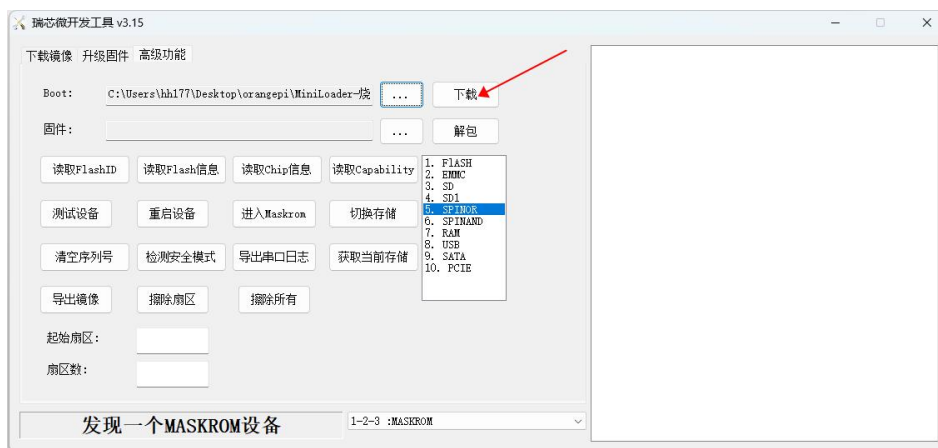 瑞芯微开发工具 v3.15
下载镜像 升级固件 高级功能
Boot: C:\Users\hh177\Desktop\orangepi\MiniLoader-烧 ... 下载
固件: ... 解包
读取FlashID 读取Flash信息 读取Chip信息 读取Capability
测试设备 重启设备 进入Maskrom 切换存储
清空序列号 检测安全模式 导出串口日志 获取当前存储
导出镜像 擦除扇区 擦除所有
1. FlASH
2. EMMC
3. SD
4. SD1
5. SPINOR
6. SPINAND
7. RAM
8. USB
9. SATA
10. PCIE
起始扇区:
扇区数:
发现一个MASKROM设备 1-2-3 :MASKROM